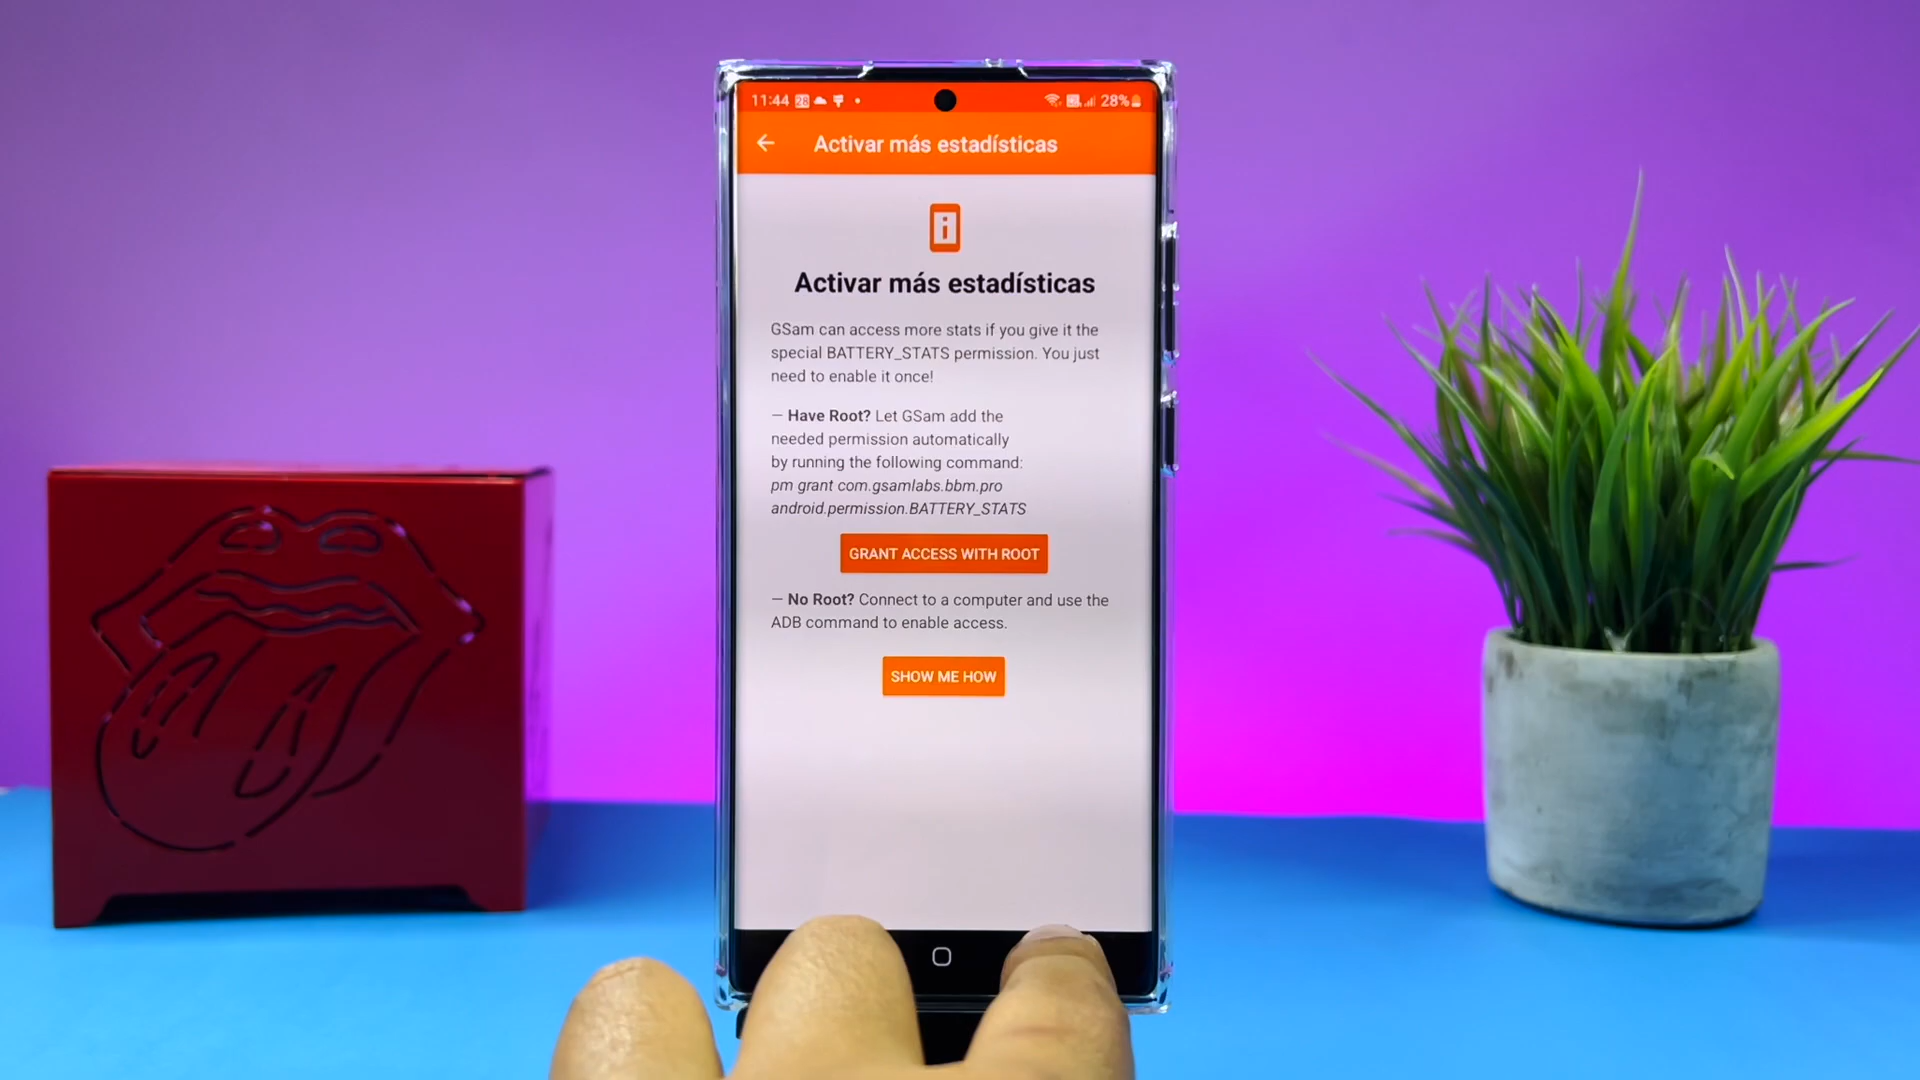 11:44 28 28%
Activar más estadísticas
Activar más estadísticas
GSam can access more stats if you give it the
special BATTERY_STATS permission. You just
need to enable it once!
– Have Root? Let GSam add the
needed permission automatically
by running the following command:
pm grant com.gsamlabs.bbm.pro
android.permission.BATTERY_STATS
GRANT ACCESS WITH ROOT
– No Root? Connect to a computer and use the
ADB command to enable access.
SHOW ME HOW